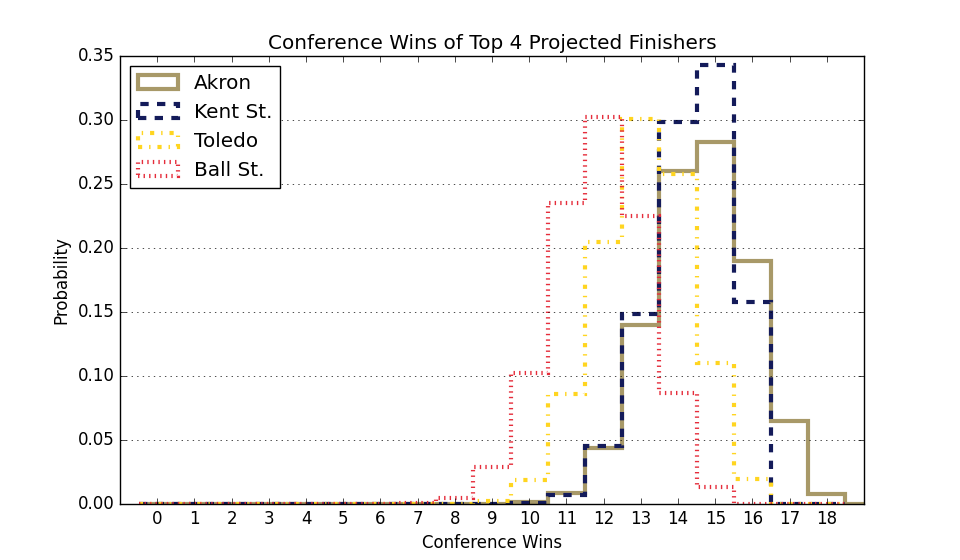 Conference Wins of Top 4 Projected Finishers
0.35
0.30
0.25
0.20
0.15
0.10
0.05
0.00
Probability
Akron
Kent St.
Toledo
Ball St.
0 1 2 3 4 5 6 7 8 9 10 11 12 13 14 15 16 17 18
Conference Wins